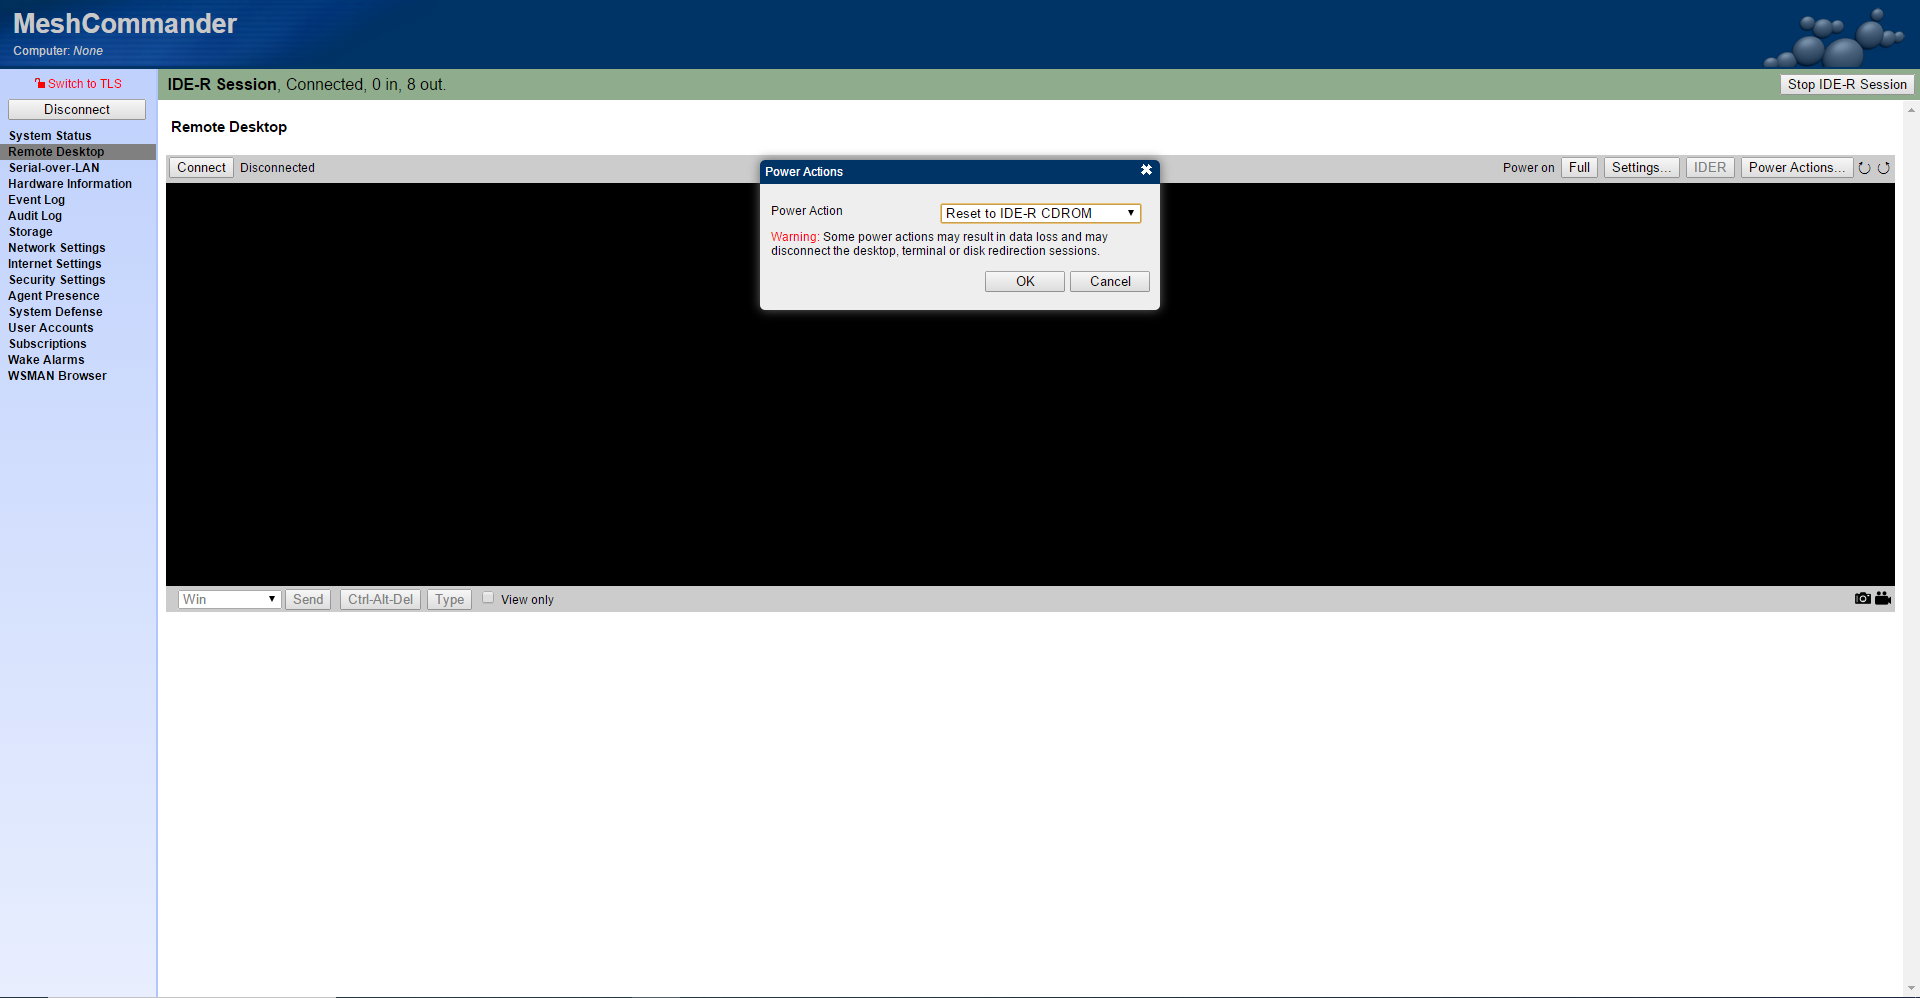 MeshCommander
Computer: None
Switch to TLS
Disconnect
System Status
Remote Desktop
Serial-over-LAN
Hardware Information
Event Log
Audit Log
Storage
Network Settings
Internet Settings
Security Settings
Agent Presence
System Defense
User Accounts
Subscriptions
Wake Alarms
WSMAN Browser
IDE-R Session, Connected, 0 in, 8 out.
Stop IDE-R Session
Remote Desktop
Connect Disconnected
Power on Full Settings... IDER Power Actions...
Power Actions
Power Action Reset to IDE-R CDROM
Warning: Some power actions may result in data loss and may
disconnect the desktop, terminal or disk redirection sessions.
OK Cancel
Win Send Ctrl-Alt-Del Type View only